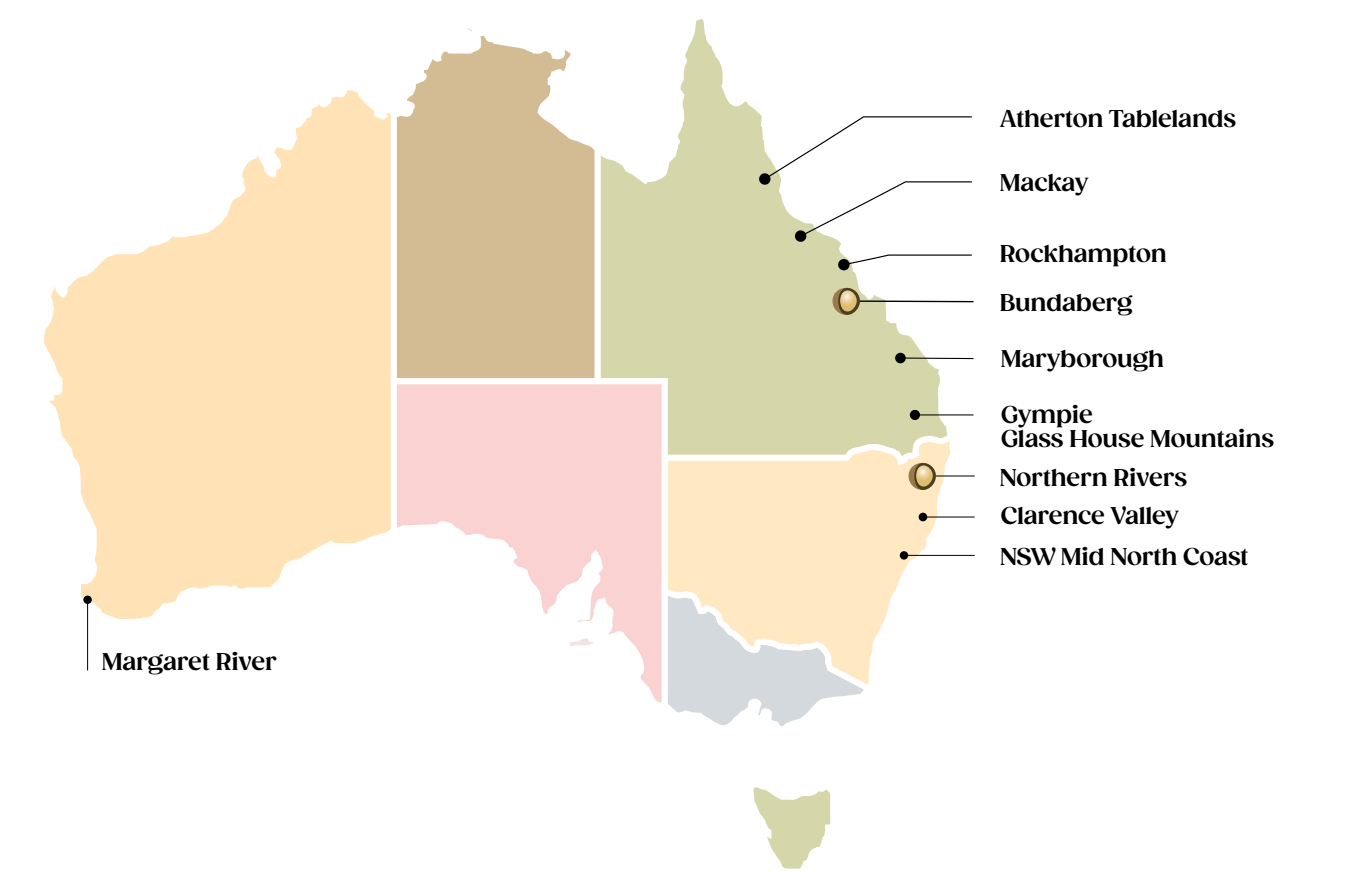 Atherton Tablelands
Mackay
Rockhampton
Bundaberg
Maryborough
Gympie
Glass House Mountains
Northern Rivers
Clarence Valley
NSW Mid North Coast
Margaret River